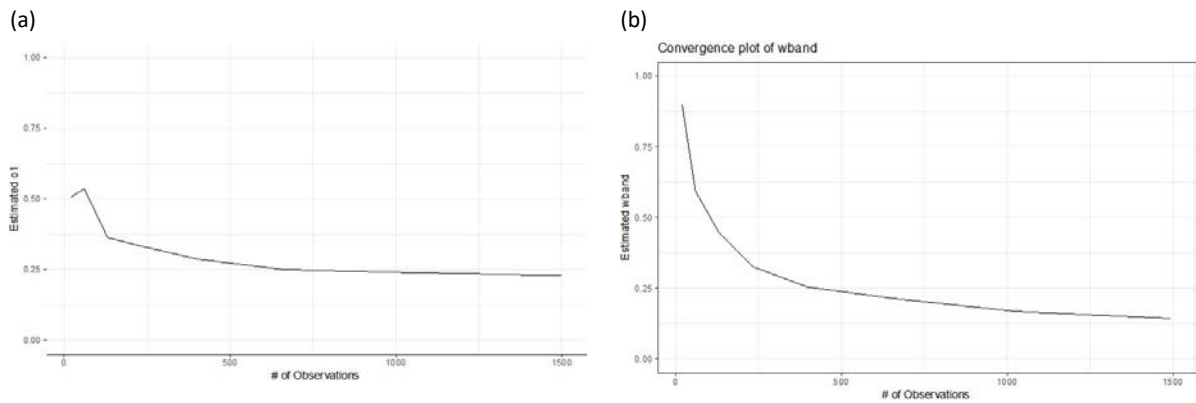 (a)
1.00
0.75
0.50
0.25
0.00
Estimated o1
0
500
1000
1500
# of Observations
(b)
Convergence plot of wband
1.00
0.75
0.50
0.25
0.00
Estimated wband
0
500
1000
1500
# of Observations